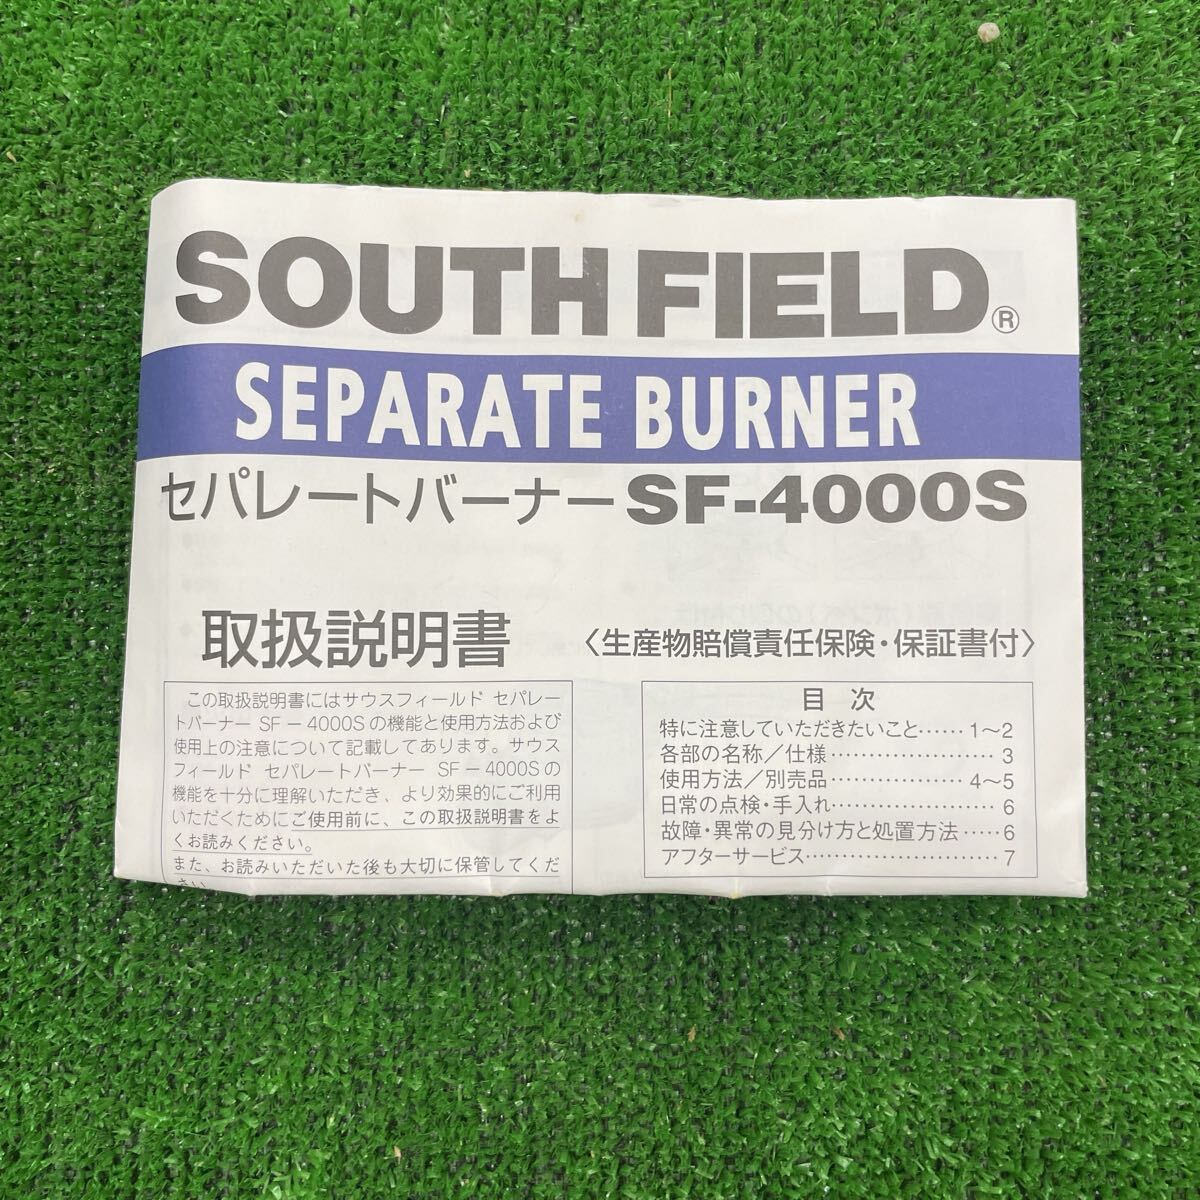 SOUTH FIELD®
SEPARATE BURNER
セパレートバーナーSF-4000S
取扱説明書 〈生産物賠償責任保険・保証書付〉
この取扱説明書にはサウスフィールド セパレー
トバーナー SF－4000Sの機能と使用方法および
使用上の注意について記載してあります。サウス
フィールド セパレートバーナー SF－4000Sの
機能を十分に理解いただき、より効果的にご利用
いただくためにご使用前に、この取扱説明書をよ
くお読みください。
また、お読みいただいた後も大切に保管してくだ
さい。
目 次
特に注意していただきたいこと…… 1〜2
各部の名称／仕様………………… 3
使用方法／別売品……………… 4〜5
日常の点検・手入れ………………… 6
故障・異常の見分け方と処置方法…… 6
アフターサービス…………………… 7